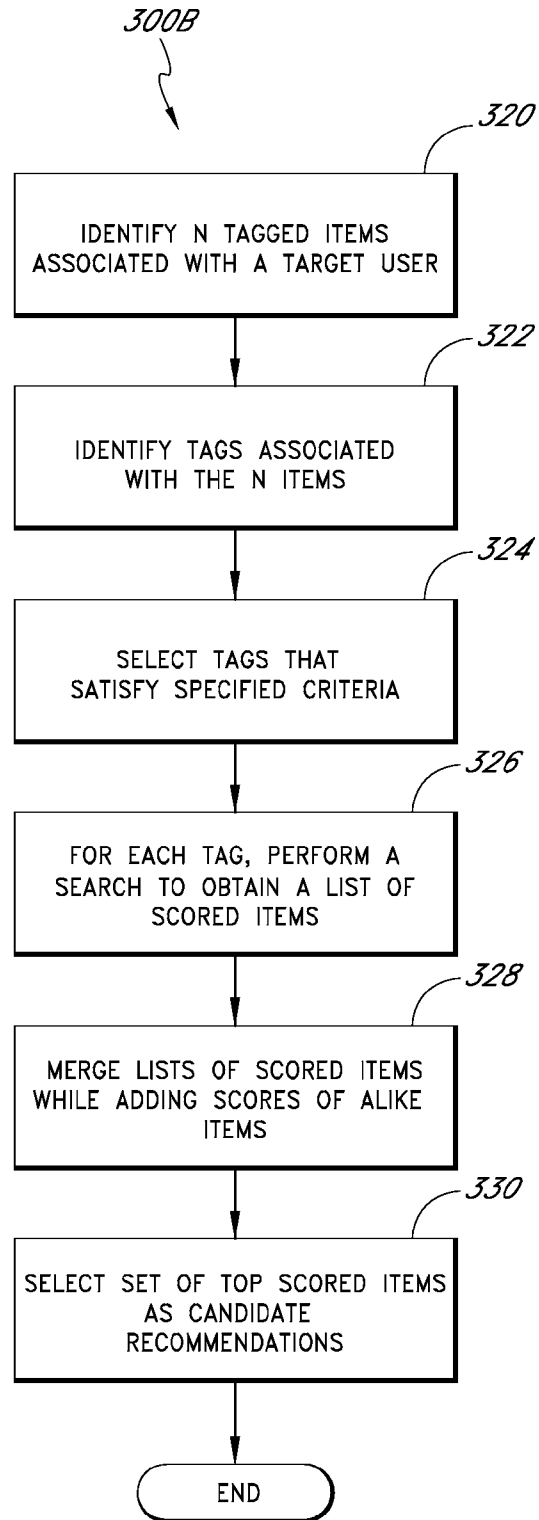 300B
320
IDENTIFY N TAGGED ITEMS
ASSOCIATED WITH A TARGET USER
322
IDENTIFY TAGS ASSOCIATED
WITH THE N ITEMS
324
SELECT TAGS THAT
SATISFY SPECIFIED CRITERIA
326
FOR EACH TAG, PERFORM A
SEARCH TO OBTAIN A LIST OF
SCORED ITEMS
328
MERGE LISTS OF SCORED ITEMS
WHILE ADDING SCORES OF ALIKE
ITEMS
330
SELECT SET OF TOP SCORED ITEMS
AS CANDIDATE
RECOMMENDATIONS
END